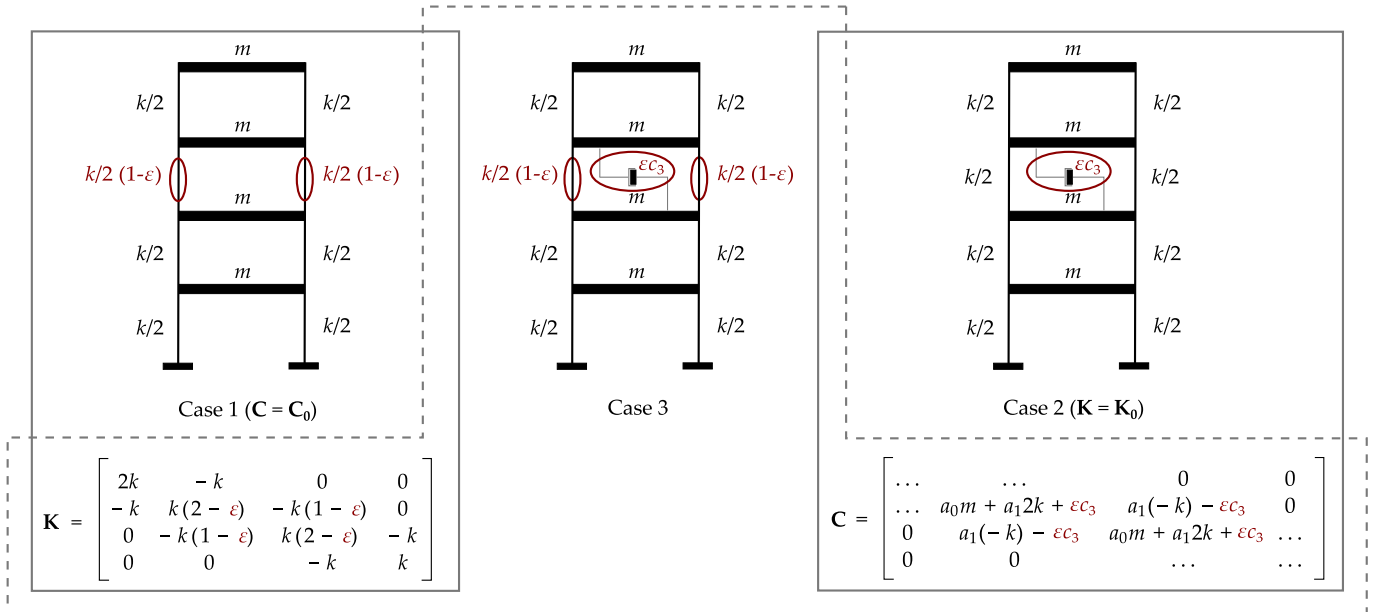 m m m
k/2 k/2 k/2 k/2 k/2 k/2
m m m
k/2 (1-ε) k/2 (1-ε) k/2 (1-ε) εc₃ k/2 (1-ε) k/2 εc₃ k/2
m m m
k/2 k/2 k/2 k/2 k/2 k/2
m m m
k/2 k/2 k/2 k/2 k/2 k/2
Case 1 (C = C₀) Case 3 Case 2 (K = K₀)
K =
2k − k 0 0
− k k(2 − ε) − k(1 − ε) 0
0 − k(1 − ε) k(2 − ε) − k
0 0 − k k
C =
… … 0 0
… a₀m + a₁2k + εc₃ a₁(− k) − εc₃ 0
0 a₁(− k) − εc₃ a₀m + a₁2k + εc₃ …
0 0 … …